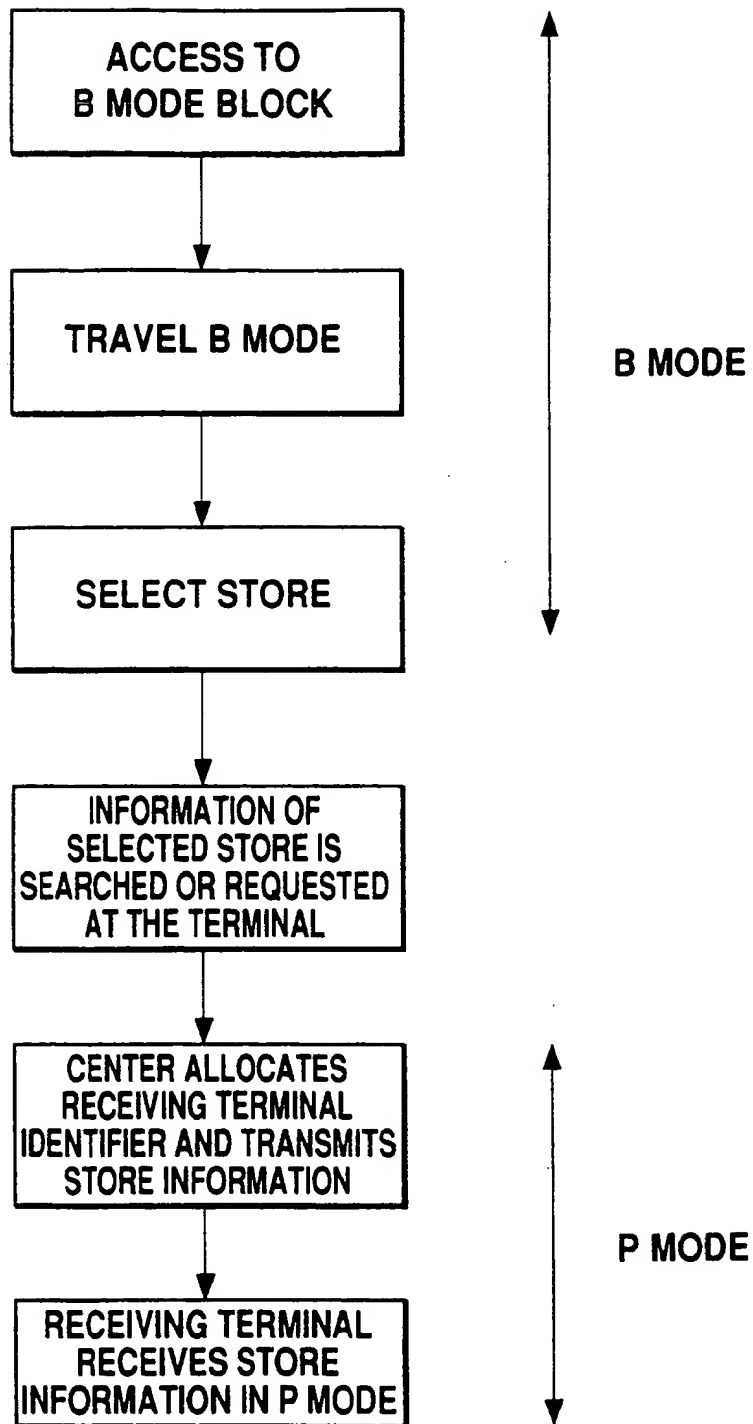 ACCESS TO
B MODE BLOCK
TRAVEL B MODE
B MODE
SELECT STORE
INFORMATION OF
SELECTED STORE IS
SEARCHED OR REQUESTED
AT THE TERMINAL
CENTER ALLOCATES
RECEIVING TERMINAL
IDENTIFIER AND TRANSMITS
STORE INFORMATION
P MODE
RECEIVING TERMINAL
RECEIVES STORE
INFORMATION IN P MODE